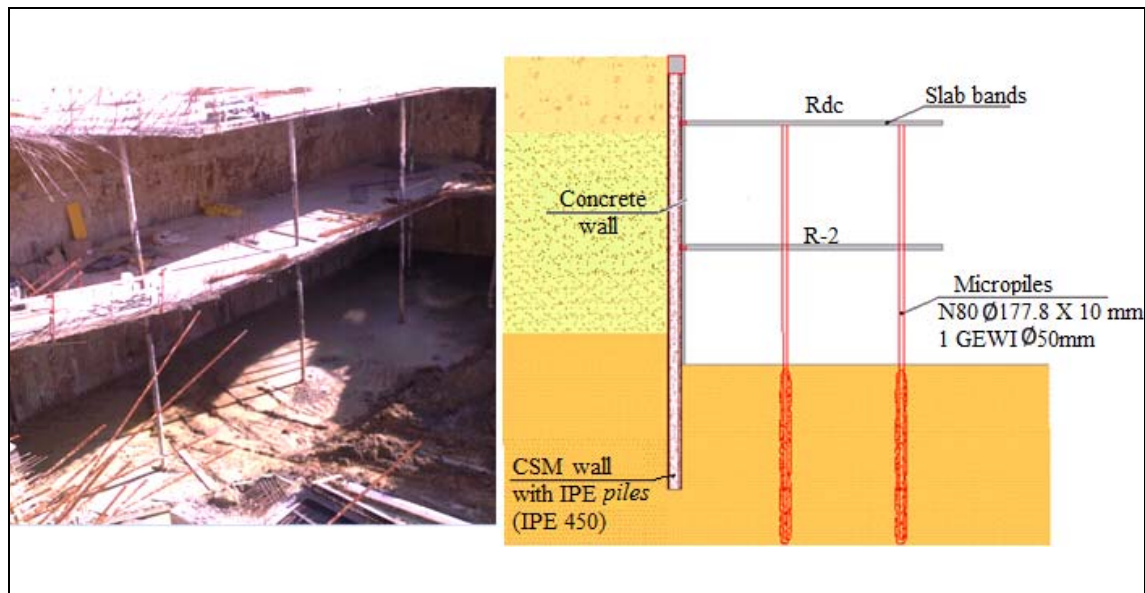 Rdc
Slab bands
Concrete
wall
R-2
Micropiles
N80 Ø177.8 X 10 mm
1 GEWI Ø50mm
CSM wall
with IPE piles
(IPE 450)